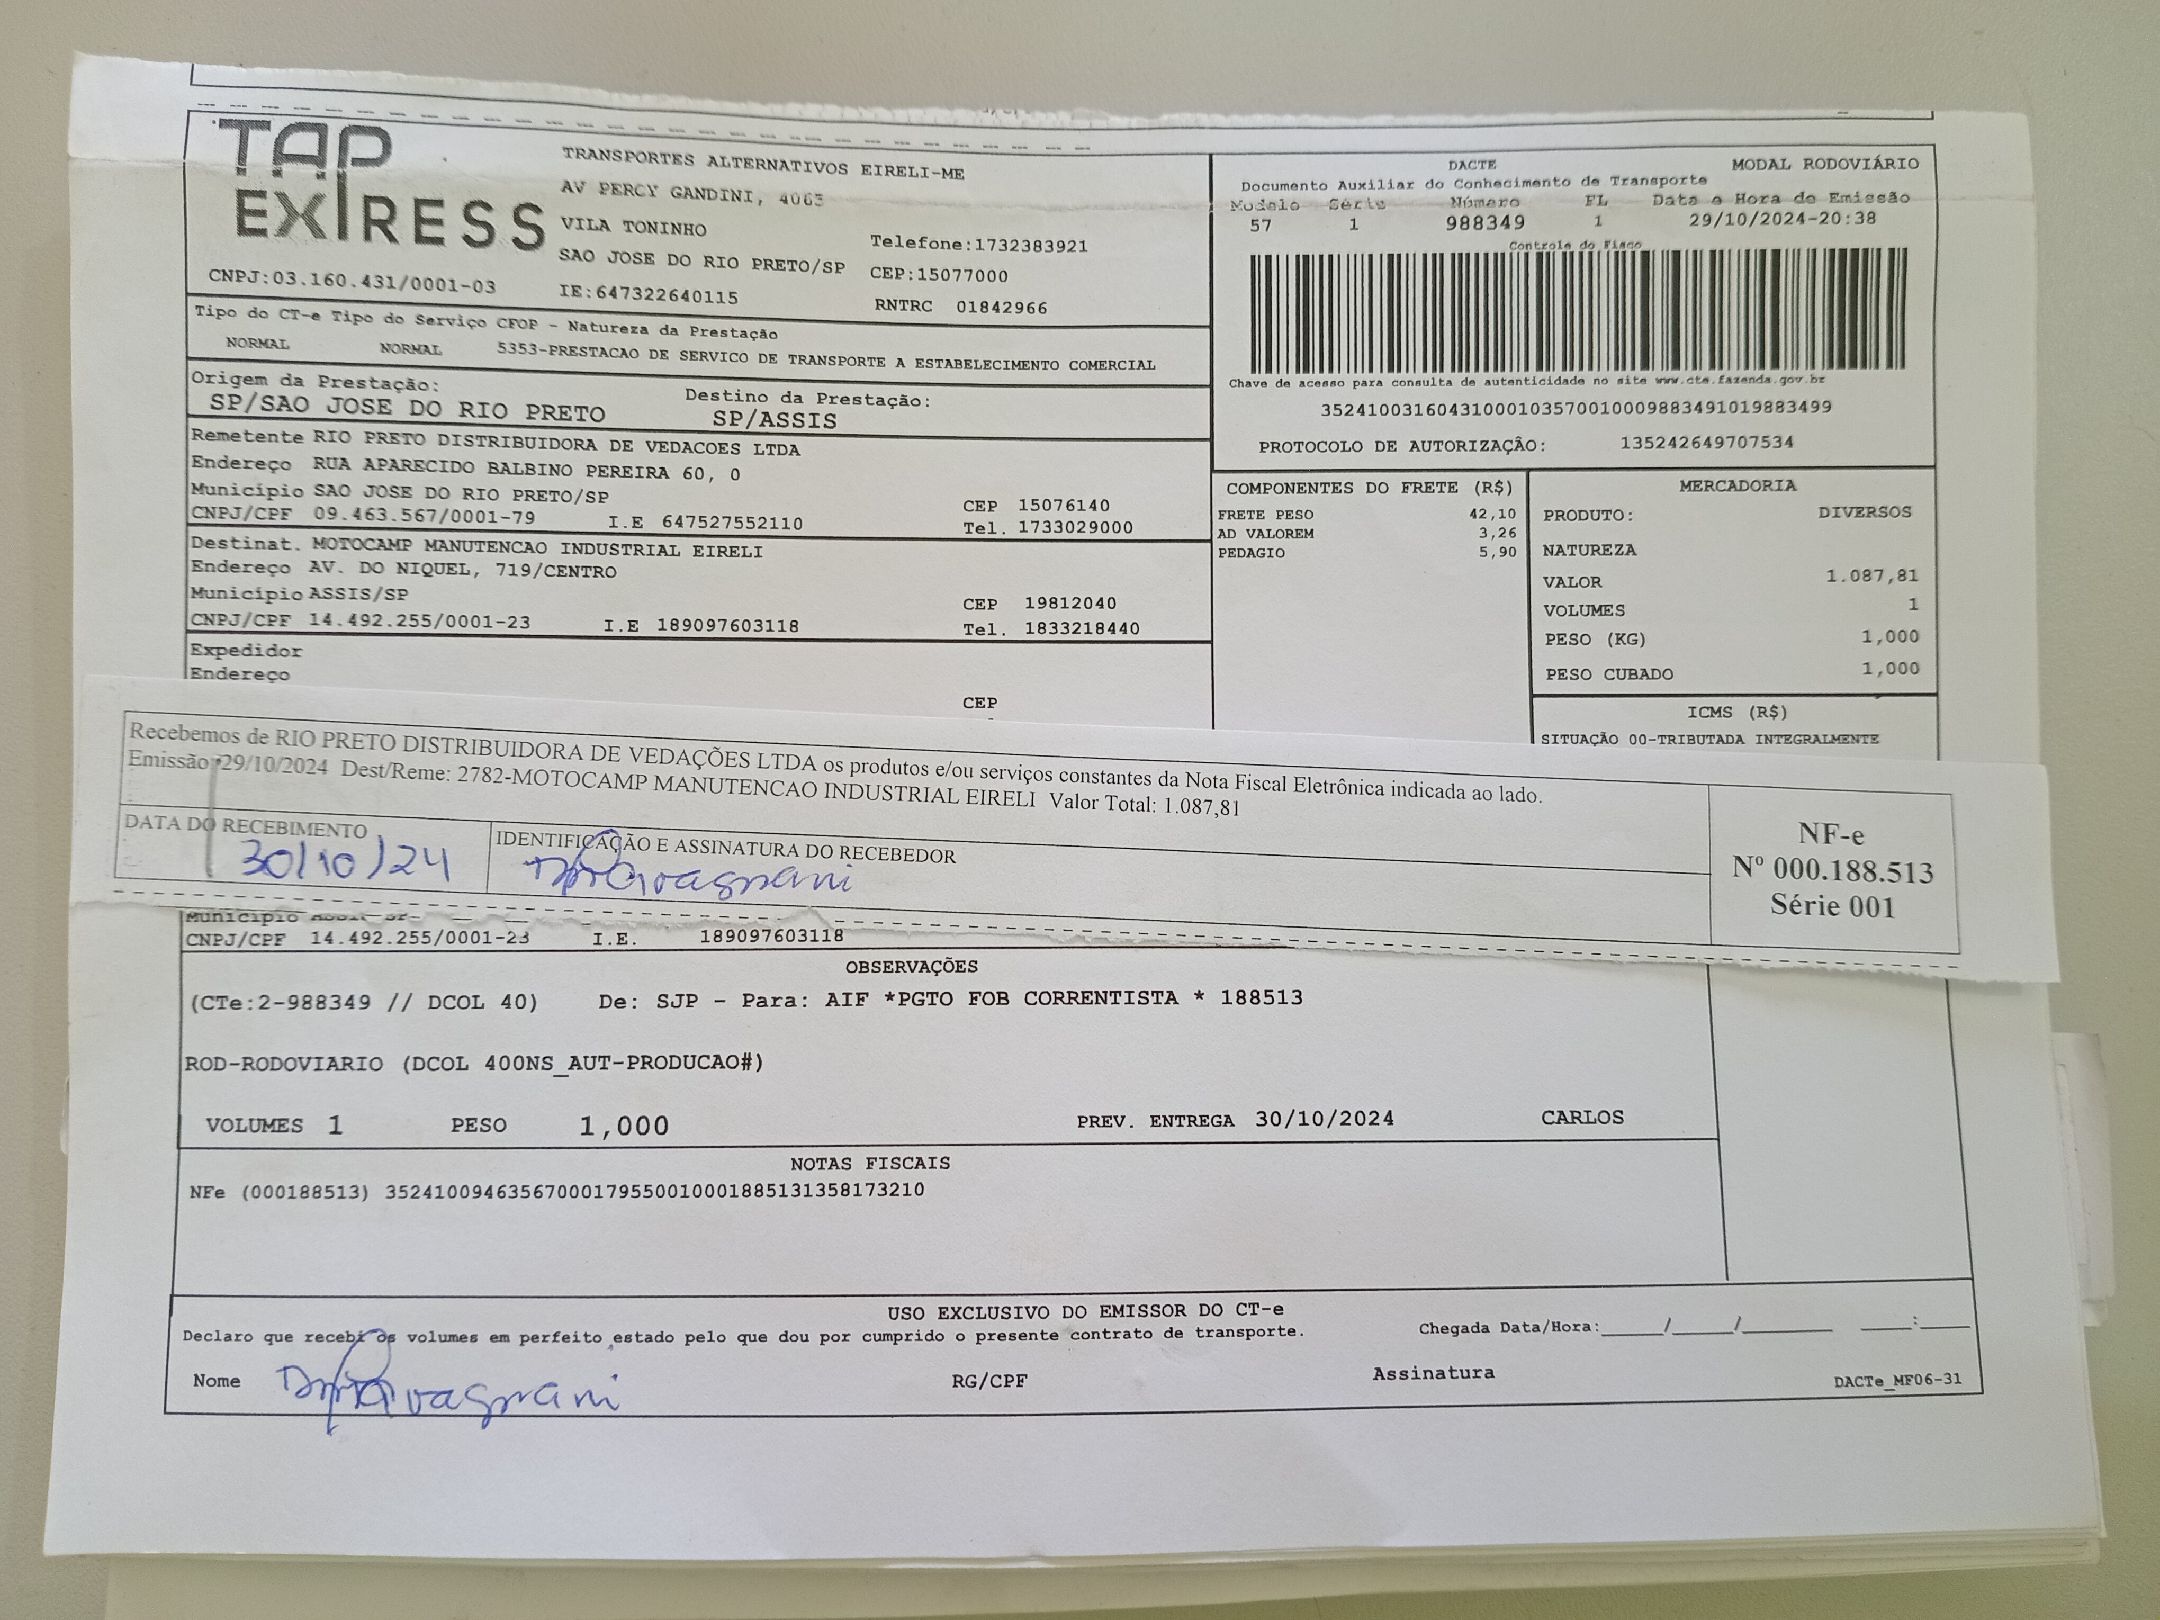 TAP EXPRESS
TRANSPORTES ALTERNATIVOS EIRELI-ME
AV PERCY GANDINI, 4063
VILA TONINHO
Telefone:1732383921
SAO JOSE DO RIO PRETO/SP
CEP:15077000
CNPJ:03.160.431/0001-03
IE:647322640115
RNTRC 01842966
Tipo do CT-e Tipo do Serviço CFOP - Natureza da Prestação
NORMAL NORMAL 5353-PRESTACAO DE SERVICO DE TRANSPORTE A ESTABELECIMENTO COMERCIAL
Origem da Prestação: Destino da Prestação:
SP/SAO JOSE DO RIO PRETO SP/ASSIS
Remetente RIO PRETO DISTRIBUIDORA DE VEDACOES LTDA
Endereço RUA APARECIDO BALBINO PEREIRA 60, 0
Município SAO JOSE DO RIO PRETO/SP CEP 15076140
CNPJ/CPF 09.463.567/0001-79 I.E 647527552110 Tel. 1733029000
Destinat. MOTOCAMP MANUTENCAO INDUSTRIAL EIRELI
Endereço AV. DO NIQUEL, 719/CENTRO
Município ASSIS/SP CEP 19812040
CNPJ/CPF 14.492.255/0001-23 I.E 189097603118 Tel. 1833218440
Expedidor
Endereço
CEP
DACTE MODAL RODOVIÁRIO
Documento Auxiliar do Conhecimento de Transporte
Modelo Série Número FL Data e Hora de Emissão
57 1 988349 1 29/10/2024-20:38
Controle do Fisco
Chave de acesso para consulta de autenticidade no site www.cte.fazenda.gov.br
35241003160431000103570010009883491019883499
PROTOCOLO DE AUTORIZAÇÃO: 135242649707534
COMPONENTES DO FRETE (R$)
FRETE PESO 42,10
AD VALOREM 3,26
PEDAGIO 5,90
MERCADORIA
PRODUTO: DIVERSOS
NATUREZA
VALOR 1.087,81
VOLUMES 1
PESO (KG) 1,000
PESO CUBADO 1,000
ICMS (R$)
SITUAÇÃO 00-TRIBUTADA INTEGRALMENTE
Recebemos de RIO PRETO DISTRIBUIDORA DE VEDAÇÕES LTDA os produtos e/ou serviços constantes da Nota Fiscal Eletrônica indicada ao lado.
Emissão 29/10/2024 Dest/Reme: 2782-MOTOCAMP MANUTENCAO INDUSTRIAL EIRELI Valor Total: 1.087,81
DATA DO RECEBIMENTO
30/10/24
IDENTIFICAÇÃO E ASSINATURA DO RECEBEDOR
NF-e
Nº 000.188.513
Série 001
Município
CNPJ/CPF 14.492.255/0001-23 I.E. 189097603118
OBSERVAÇÕES
(CTe:2-988349 // DCOL 40) De: SJP - Para: AIF *PGTO FOB CORRENTISTA * 188513
ROD-RODOVIARIO (DCOL 400NS_AUT-PRODUCAO#)
VOLUMES 1 PESO 1,000 PREV. ENTREGA 30/10/2024 CARLOS
NOTAS FISCAIS
NFe (000188513) 35241009463567000179550010001885131358173210
USO EXCLUSIVO DO EMISSOR DO CT-e
Declaro que recebi os volumes em perfeito estado pelo que dou por cumprido o presente contrato de transporte. Chegada Data/Hora:_____/_____/_______ ____:____
Nome RG/CPF Assinatura
DACTe_MF06-31